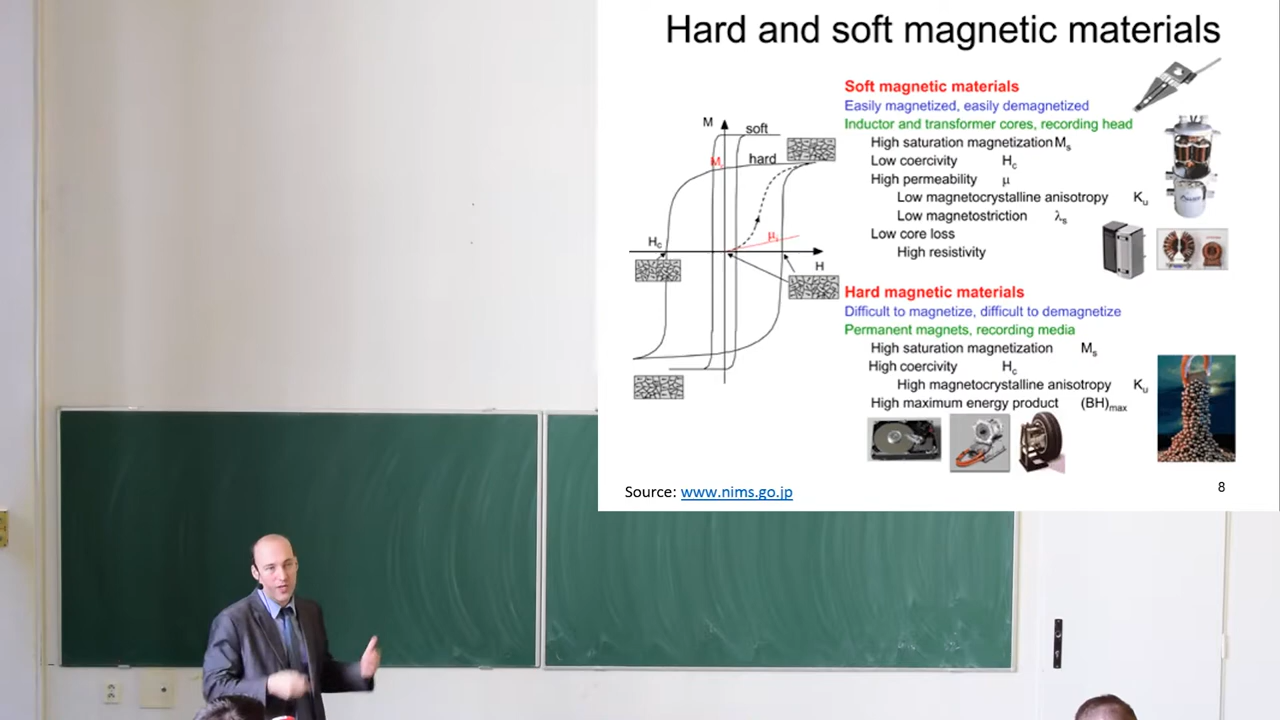 Hard and soft magnetic materials
Soft magnetic materials
Easily magnetized, easily demagnetized
Inductor and transformer cores, recording head
High saturation magnetization Ms
Low coercivity Hc
High permeability μ
Low magnetocrystalline anisotropy Ku
Low magnetostriction λs
Low core loss
High resistivity
M
soft
hard
Hc
H
Hard magnetic materials
Difficult to magnetize, difficult to demagnetize
Permanent magnets, recording media
High saturation magnetization Ms
High coercivity Hc
High magnetocrystalline anisotropy Ku
High maximum energy product (BH)max
Source: www.nims.go.jp
8